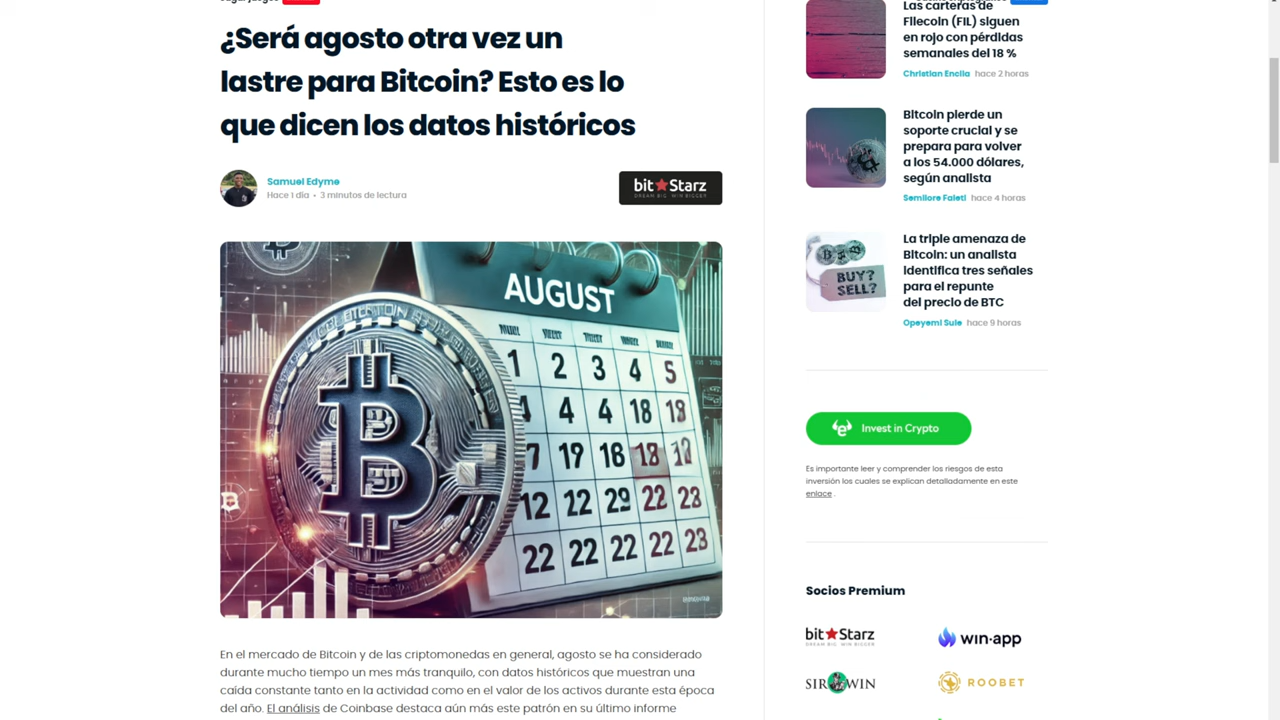 ¿Será agosto otra vez un
lastre para Bitcoin? Esto es lo
que dicen los datos históricos
Samuel Edyme
Hace 1 día • 3 minutos de lectura
bit★Starz
DREAM BIG. WIN BIGGER
AUGUST
1 2 3 4 5
4 4 18
7 19 18
12 12 29 22 23
22 22 22 22 23
En el mercado de Bitcoin y de las criptomonedas en general, agosto se ha considerado
durante mucho tiempo un mes más tranquilo, con datos históricos que muestran una
caída constante tanto en la actividad como en el valor de los activos durante esta época
del año. El análisis de Coinbase destaca aún más este patrón en su último informe
Las carteras de
Filecoin (FIL) siguen
en rojo con pérdidas
semanales del 18 %
Christian Encila hace 2 horas
Bitcoin pierde un
soporte crucial y se
prepara para volver
a los 54.000 dólares,
según analista
Semilore Faleti hace 4 horas
BUY?
SELL?
La triple amenaza de
Bitcoin: un analista
identifica tres señales
para el repunte
del precio de BTC
Opeyemi Sule hace 9 horas
Invest in Crypto
Es importante leer y comprender los riesgos de esta
inversión los cuales se explican detalladamente en este
enlace .
Socios Premium
bit★Starz
DREAM BIG. WIN BIGGER
win·app
SIRWIN
ROOBET